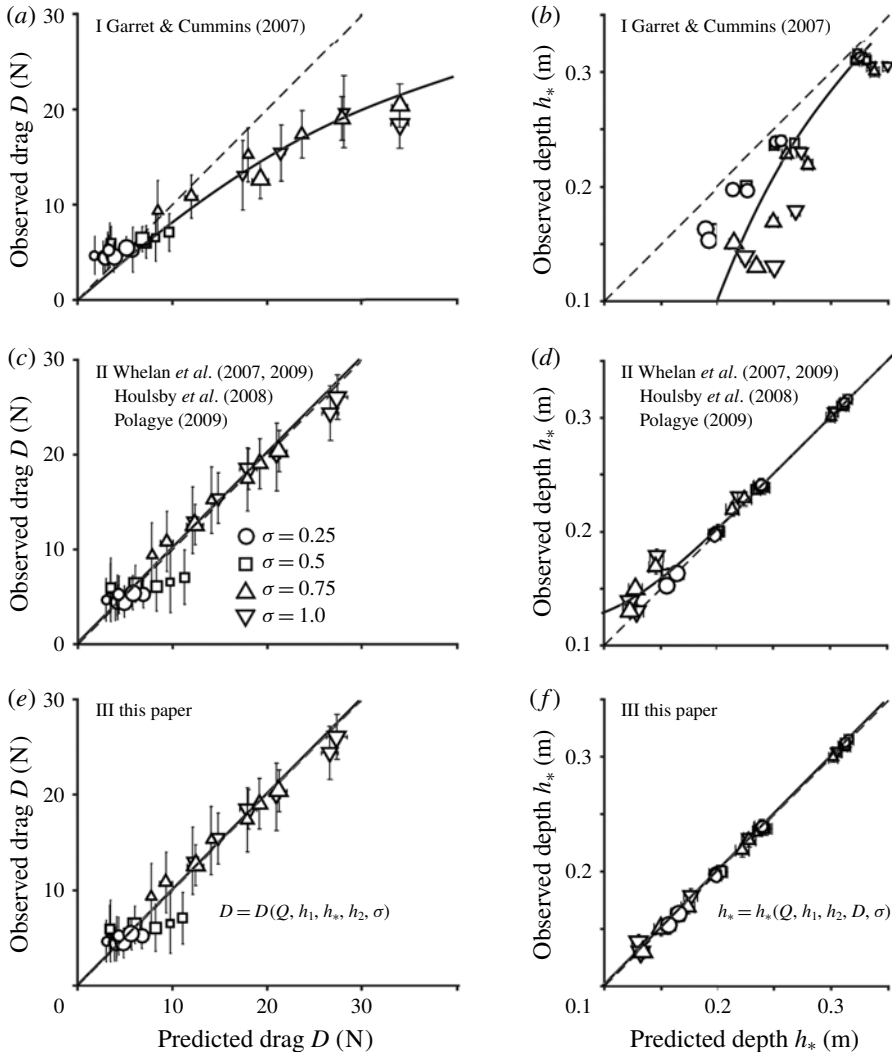 (a)
30
20
10
0
Observed drag D (N)
I Garret & Cummins (2007)
(b)
0.3
0.2
0.1
Observed depth h* (m)
I Garret & Cummins (2007)
(c)
30
20
10
0
Observed drag D (N)
II Whelan et al. (2007, 2009)
Houlsby et al. (2008)
Polagye (2009)
σ = 0.25
σ = 0.5
σ = 0.75
σ = 1.0
(d)
0.3
0.2
0.1
Observed depth h* (m)
II Whelan et al. (2007, 2009)
Houlsby et al. (2008)
Polagye (2009)
(e)
30
20
10
0
Observed drag D (N)
III this paper
D = D(Q, h₁, h*, h₂, σ)
10
20
30
Predicted drag D (N)
(f)
0.3
0.2
0.1
Observed depth h* (m)
III this paper
h* = h*(Q, h₁, h₂, D, σ)
0.2
0.3
Predicted depth h* (m)